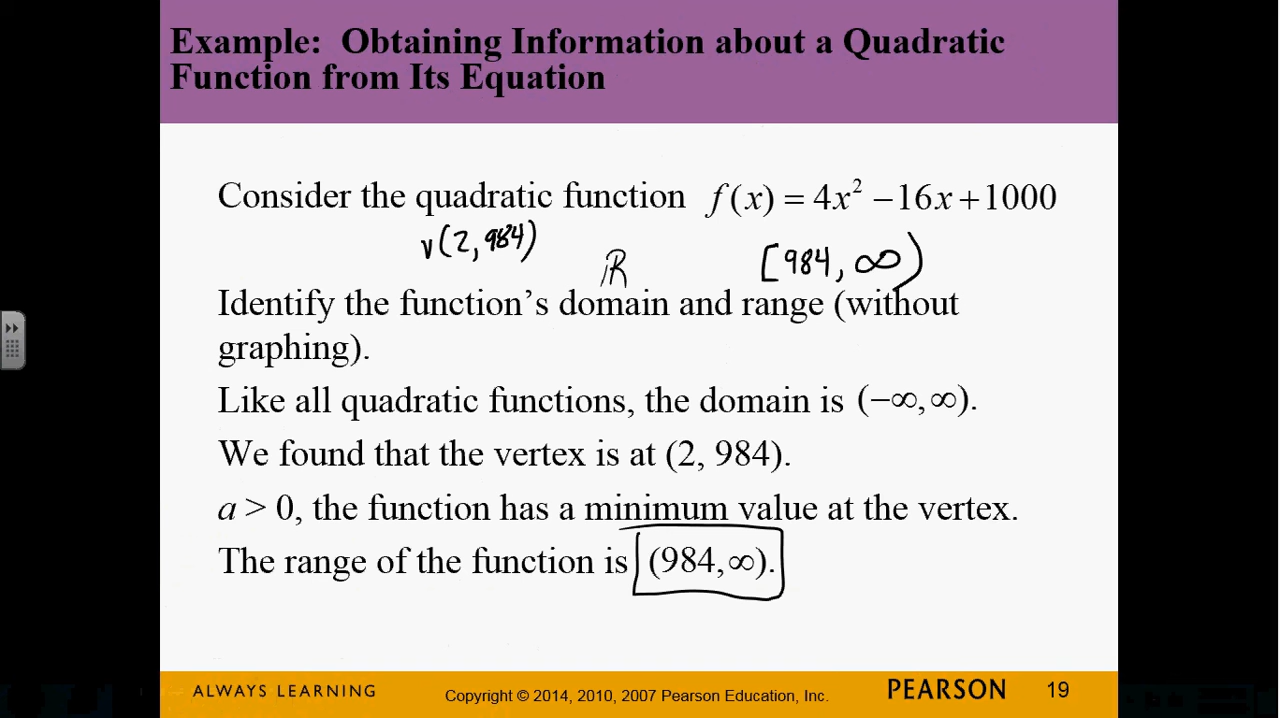 Example: Obtaining Information about a Quadratic
Function from Its Equation
Consider the quadratic function f(x) = 4x² − 16x + 1000
v(2, 984)
ℝ
[984, ∞)
Identify the function’s domain and range (without
graphing).
Like all quadratic functions, the domain is (−∞, ∞).
We found that the vertex is at (2, 984).
a > 0, the function has a minimum value at the vertex.
The range of the function is (984, ∞).
ALWAYS LEARNING
Copyright © 2014, 2010, 2007 Pearson Education, Inc.
PEARSON
19